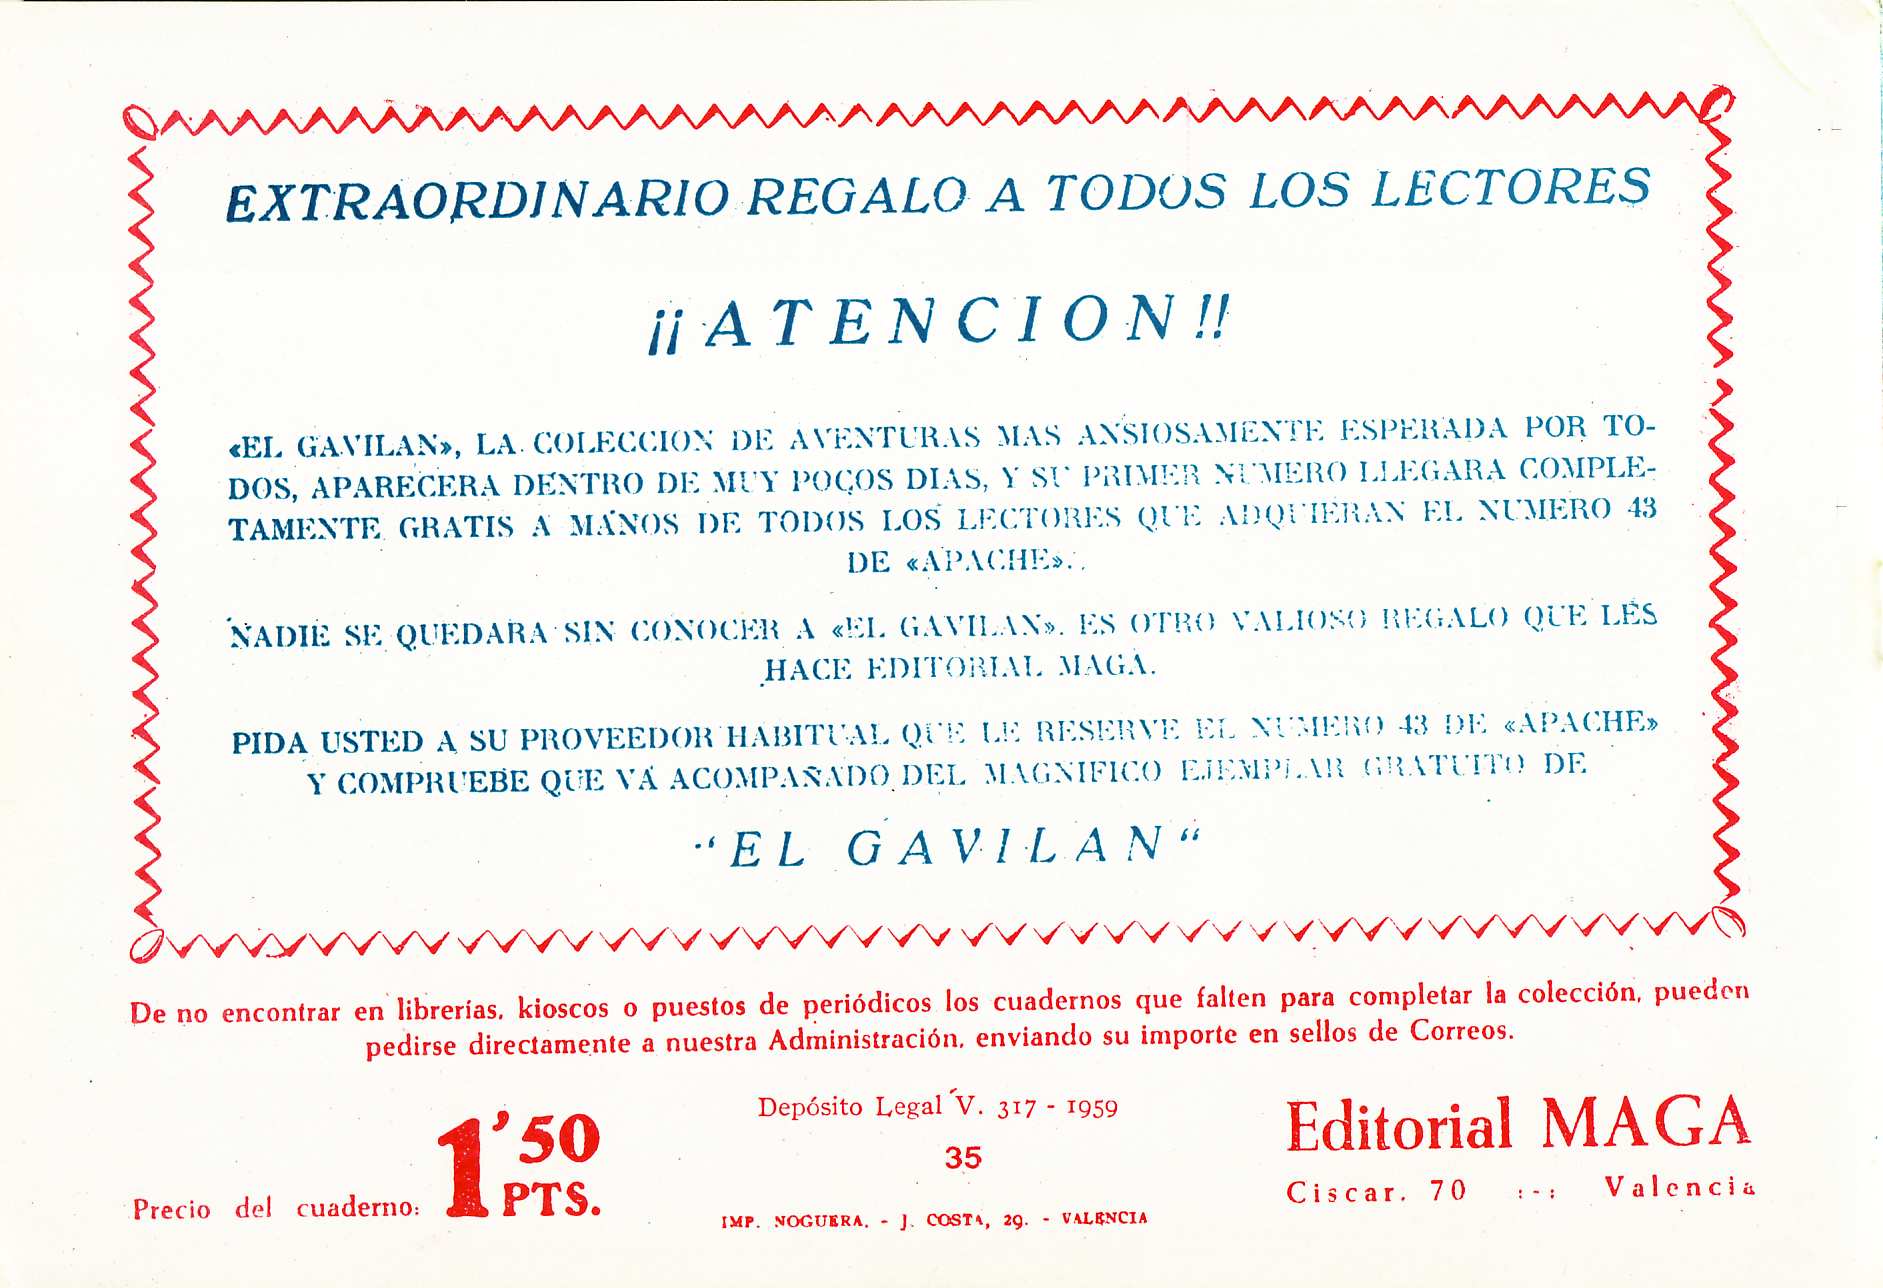 EXTRAORDINARIO REGALO A TODOS LOS LECTORES
¡¡ATENCION!!
«EL GAVILAN», LA COLECCION DE AVENTURAS MAS ANSIOSAMENTE ESPERADA POR TO-
DOS, APARECERA DENTRO DE MUY POCOS DIAS, Y SU PRIMER NUMERO LLEGARA COMPLE-
TAMENTE GRATIS A MANOS DE TODOS LOS LECTORES QUE ADQUIERAN EL NUMERO 43
DE «APACHE».
NADIE SE QUEDARA SIN CONOCER A «EL GAVILAN». ES OTRO VALIOSO REGALO QUE LES
HACE EDITORIAL MAGA.
PIDA USTED A SU PROVEEDOR HABITUAL QUE LE RESERVE EL NUMERO 43 DE «APACHE»
Y COMPRUEBE QUE VA ACOMPAÑADO DEL MAGNIFICO EJEMPLAR GRATUITO DE
"EL GAVILAN"
De no encontrar en librerías, kioscos o puestos de periódicos los cuadernos que falten para completar la colección, pueden
pedirse directamente a nuestra Administración, enviando su importe en sellos de Correos.
Precio del cuaderno: 1'50 PTS.
Depósito Legal V. 317 - 1959
35
IMP. NOGUERA. - J. COSTA, 29. - VALENCIA
Editorial MAGA
Ciscar. 70 :-: Valencia